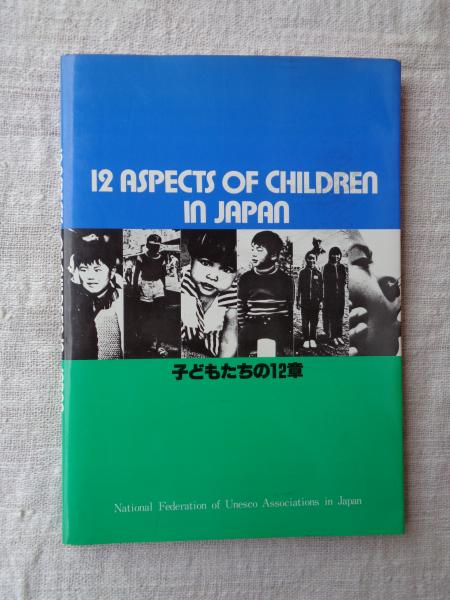 12 ASPECTS OF CHILDREN
IN JAPAN
子どもたちの12章
National Federation of Unesco Associations in Japan